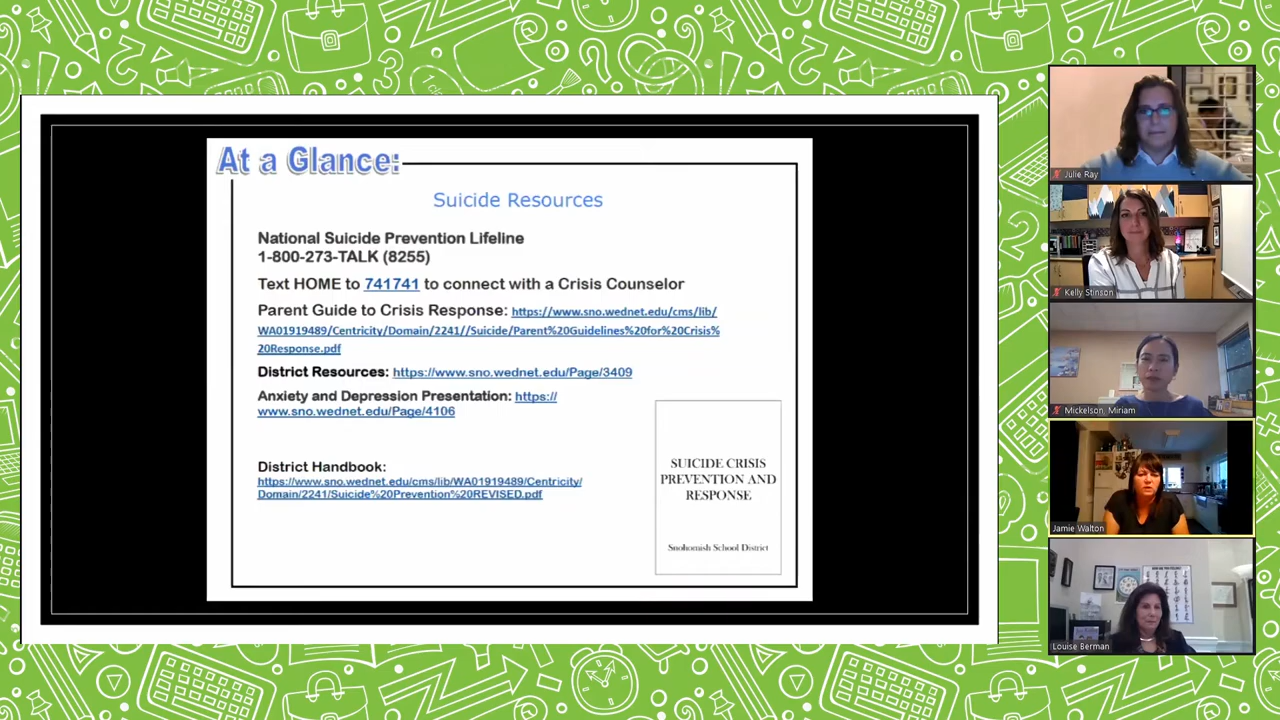 At a Glance:
Suicide Resources
National Suicide Prevention Lifeline
1-800-273-TALK (8255)
Text HOME to 741741 to connect with a Crisis Counselor
Parent Guide to Crisis Response: https://www.sno.wednet.edu/cms/lib/
WA01919489/Centricity/Domain/2241//Suicide/Parent%20Guidelines%20for%20Crisis%
20Response.pdf
District Resources: https://www.sno.wednet.edu/Page/3409
Anxiety and Depression Presentation: https://
www.sno.wednet.edu/Page/4106
District Handbook:
https://www.sno.wednet.edu/cms/lib/WA01919489/Centricity/
Domain/2241/Suicide%20Prevention%20REVISED.pdf
SUICIDE CRISIS
PREVENTION AND
RESPONSE
Snohomish School District
Julie Ray
Kelly Stinson
Mickelson, Miriam
Jamie Walton
Louise Berman